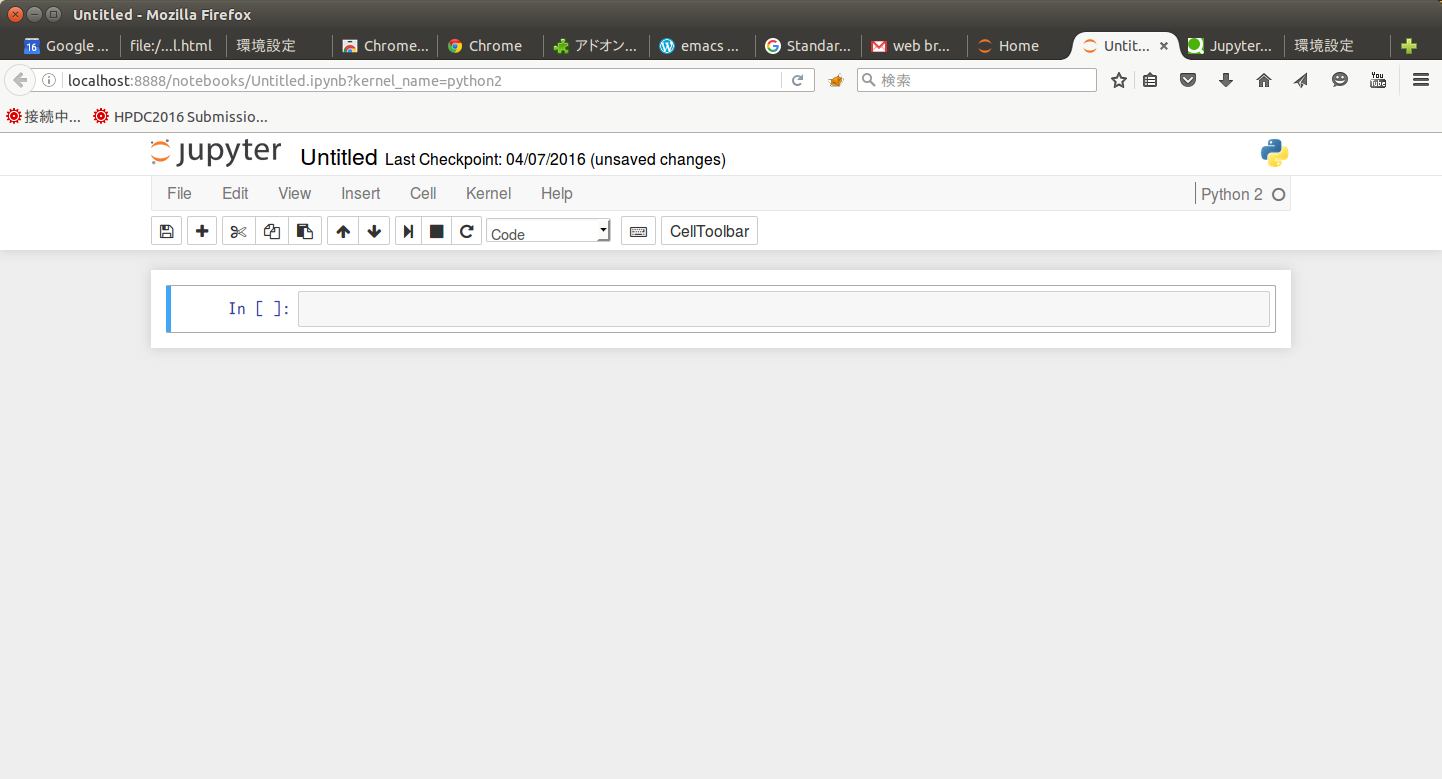 Untitled - Mozilla Firefox
16 Google ... file:/...l.html 環境設定 Chrome... Chrome アドオン... emacs ... Standar... web br... Home Untit... Jupyter... 環境設定
localhost:8888/notebooks/Untitled.ipynb?kernel_name=python2 検索 You Tube
接続中... HPDC2016 Submissio...
jupyter Untitled Last Checkpoint: 04/07/2016 (unsaved changes)
File Edit View Insert Cell Kernel Help Python 2
Code CellToolbar
In [ ]: